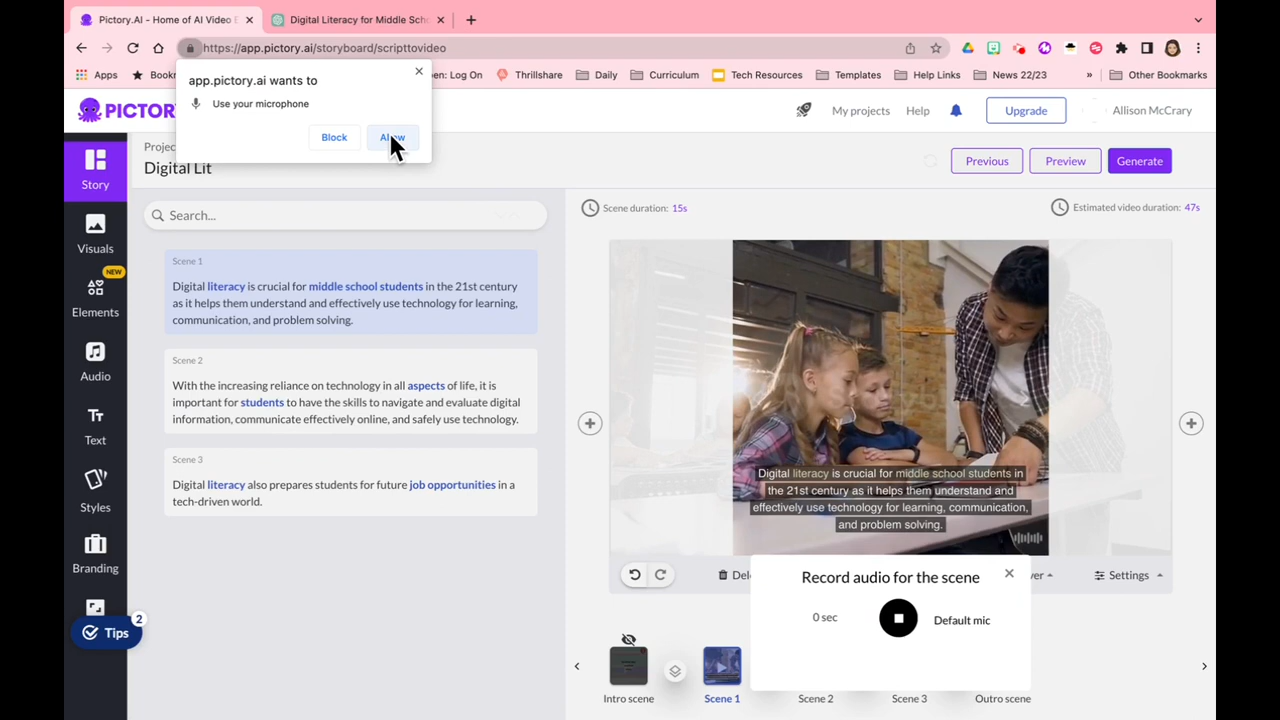 Pictory.AI - Home of AI Video E
Digital Literacy for Middle Sch
https://app.pictory.ai/storyboard/scripttovideo
Apps
Book
en: Log On
Thrillshare
Daily
Curriculum
Tech Resources
Templates
Help Links
News 22/23
»
Other Bookmarks
app.pictory.ai wants to
Use your microphone
Block
Allow
PICTOR
My projects
Help
Upgrade
Allison McCrary
Projec
Digital Lit
Previous
Preview
Generate
Story
Visuals
NEW
Elements
Audio
Text
Styles
Branding
Tips
2
Search...
Scene 1
Digital literacy is crucial for middle school students in the 21st century
as it helps them understand and effectively use technology for learning,
communication, and problem solving.
Scene 2
With the increasing reliance on technology in all aspects of life, it is
important for students to have the skills to navigate and evaluate digital
information, communicate effectively online, and safely use technology.
Scene 3
Digital literacy also prepares students for future job opportunities in a
tech-driven world.
Scene duration: 15s
Estimated video duration: 47s
Digital literacy is crucial for middle school students in
the 21st century as it helps them understand and
effectively use technology for learning, communication,
and problem solving.
Del
ver
Settings
Record audio for the scene
0 sec
Default mic
Intro scene
Scene 1
Scene 2
Scene 3
Outro scene